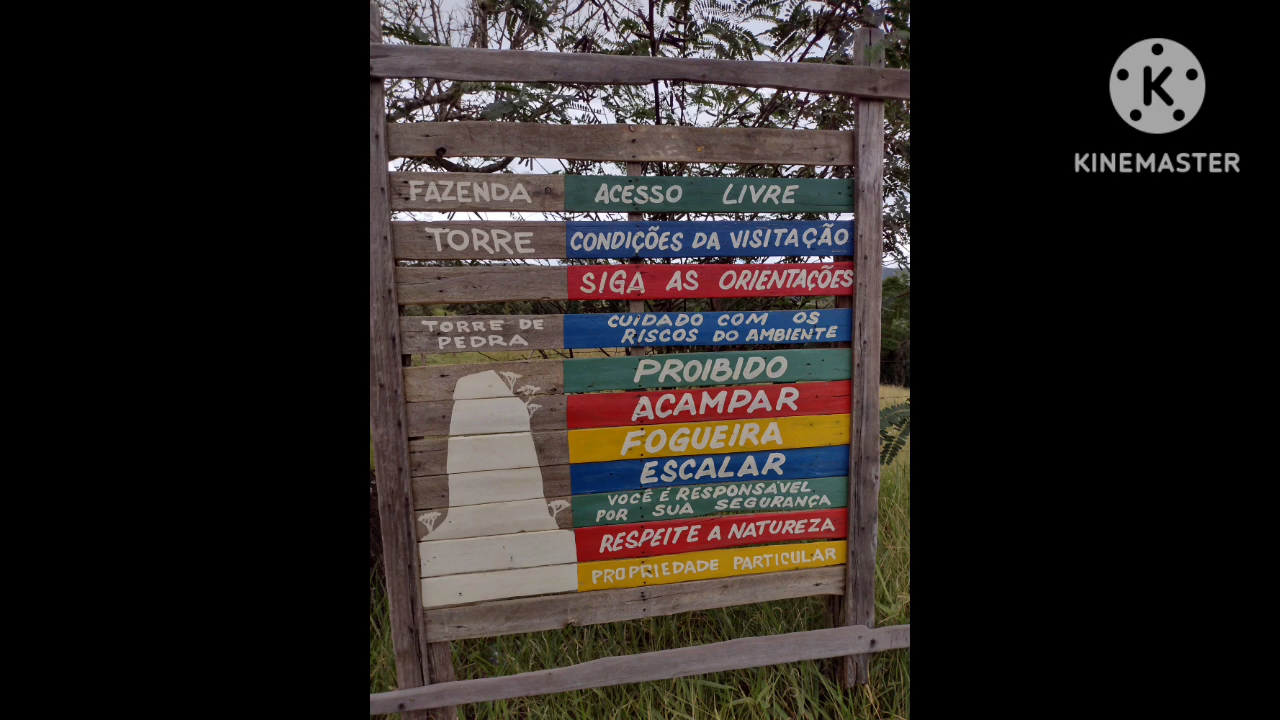 FAZENDA ACESSO LIVRE
TORRE CONDIÇÕES DA VISITAÇÃO
SIGA AS ORIENTAÇÕES
TORRE DE
PEDRA
CUIDADO COM OS
RISCOS DO AMBIENTE
PROIBIDO
ACAMPAR
FOGUEIRA
ESCALAR
VOCÊ É RESPONSAVEL
POR SUA SEGURANÇA
RESPEITE A NATUREZA
PROPRIEDADE PARTICULAR
K
KINEMASTER